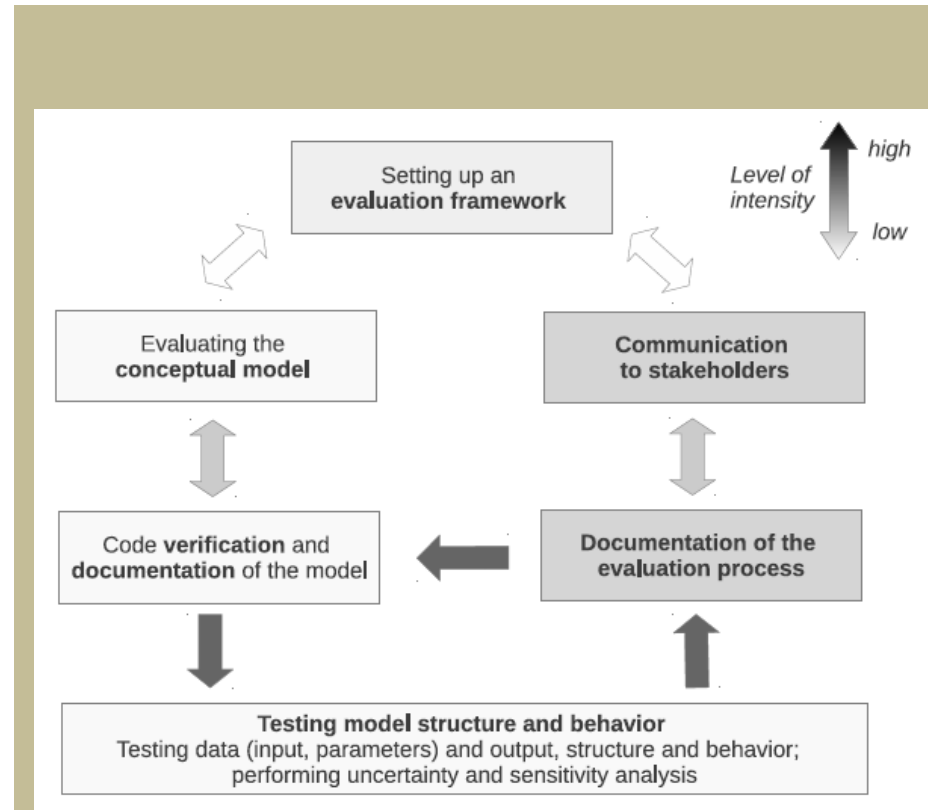 Setting up an
evaluation framework
Level of
intensity
high
low
Evaluating the
conceptual model
Communication
to stakeholders
Code verification and
documentation of the model
Documentation of the
evaluation process
Testing model structure and behavior
Testing data (input, parameters) and output, structure and behavior;
performing uncertainty and sensitivity analysis